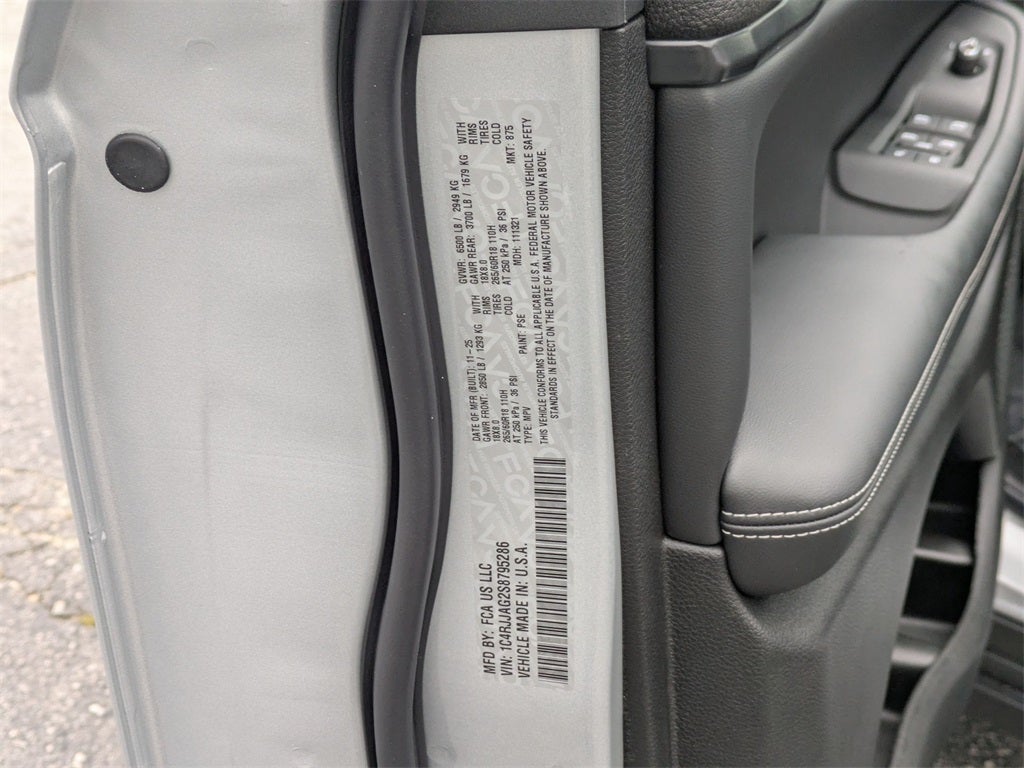 MFD BY: FCA US LLC
VIN: 1C4RJJAG2S8795286
VEHICLE MADE IN: U.S.A.
DATE OF MFR (BUILT): 11-25 GVWR: 6500 LB / 2949 KG
GAWR FRONT: 2850 LB / 1293 KG WITH GAWR REAR: 3700 LB / 1679 KG WITH
18X8.0 RIMS 18X8.0 RIMS
265/60R18 110H TIRES 265/60R18 110H TIRES
AT 250 kPa / 36 PSI COLD AT 250 kPa / 36 PSI COLD
TYPE: MPV PAINT: PSE MDH: 111321 MKT: 875
THIS VEHICLE CONFORMS TO ALL APPLICABLE U.S.A. FEDERAL MOTOR VEHICLE SAFETY
STANDARDS IN EFFECT ON THE DATE OF MANUFACTURE SHOWN ABOVE.